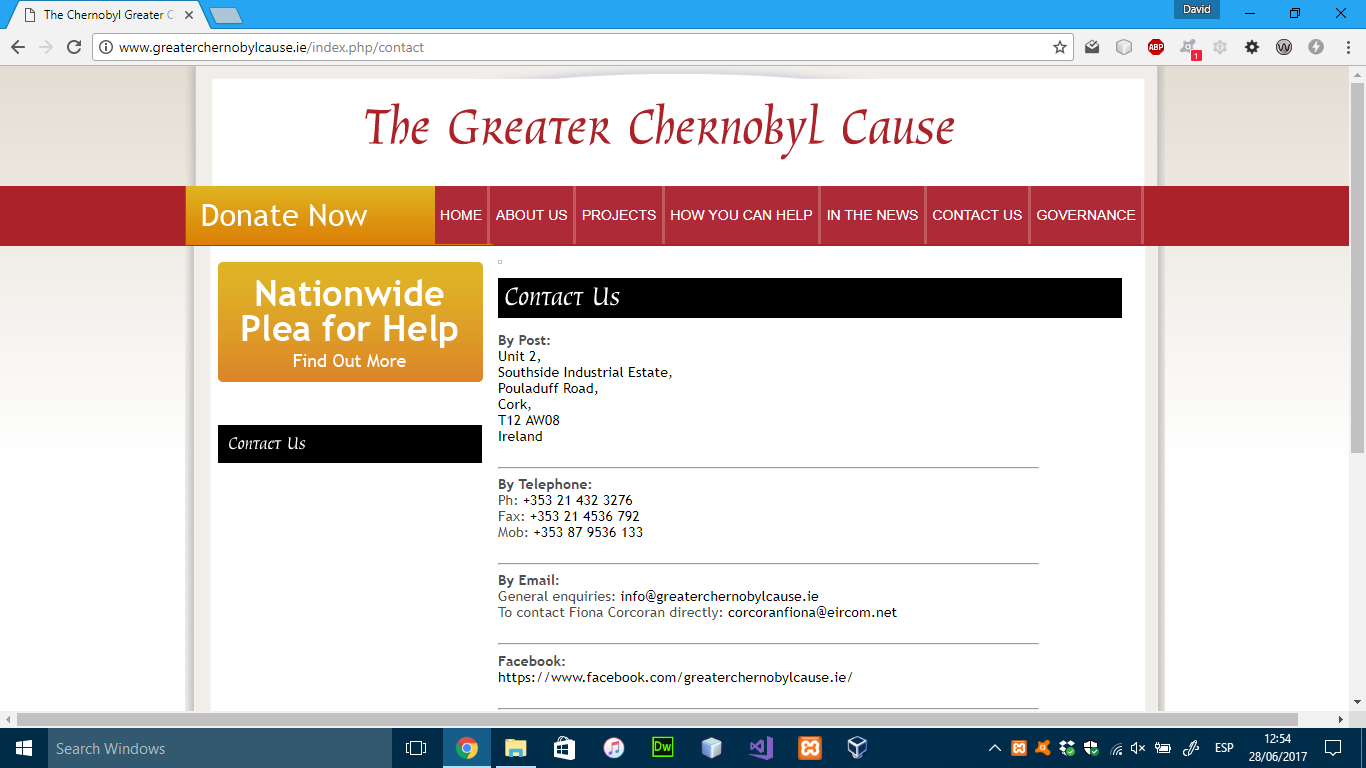 The Chernobyl Greater C
David
www.greaterchernobylcause.ie/index.php/contact
ABP
1
W
The Greater Chernobyl Cause
Donate Now
HOME
ABOUT US
PROJECTS
HOW YOU CAN HELP
IN THE NEWS
CONTACT US
GOVERNANCE
Nationwide
Plea for Help
Find Out More
Contact Us
Contact Us
By Post:
Unit 2,
Southside Industrial Estate,
Pouladuff Road,
Cork,
T12 AW08
Ireland
By Telephone:
Ph: +353 21 432 3276
Fax: +353 21 4536 792
Mob: +353 87 9536 133
By Email:
General enquiries: info@greaterchernobylcause.ie
To contact Fiona Corcoran directly: corcoranfiona@eircom.net
Facebook:
https://www.facebook.com/greaterchernobylcause.ie/
Search Windows
Dw
ESP
12:54
28/06/2017